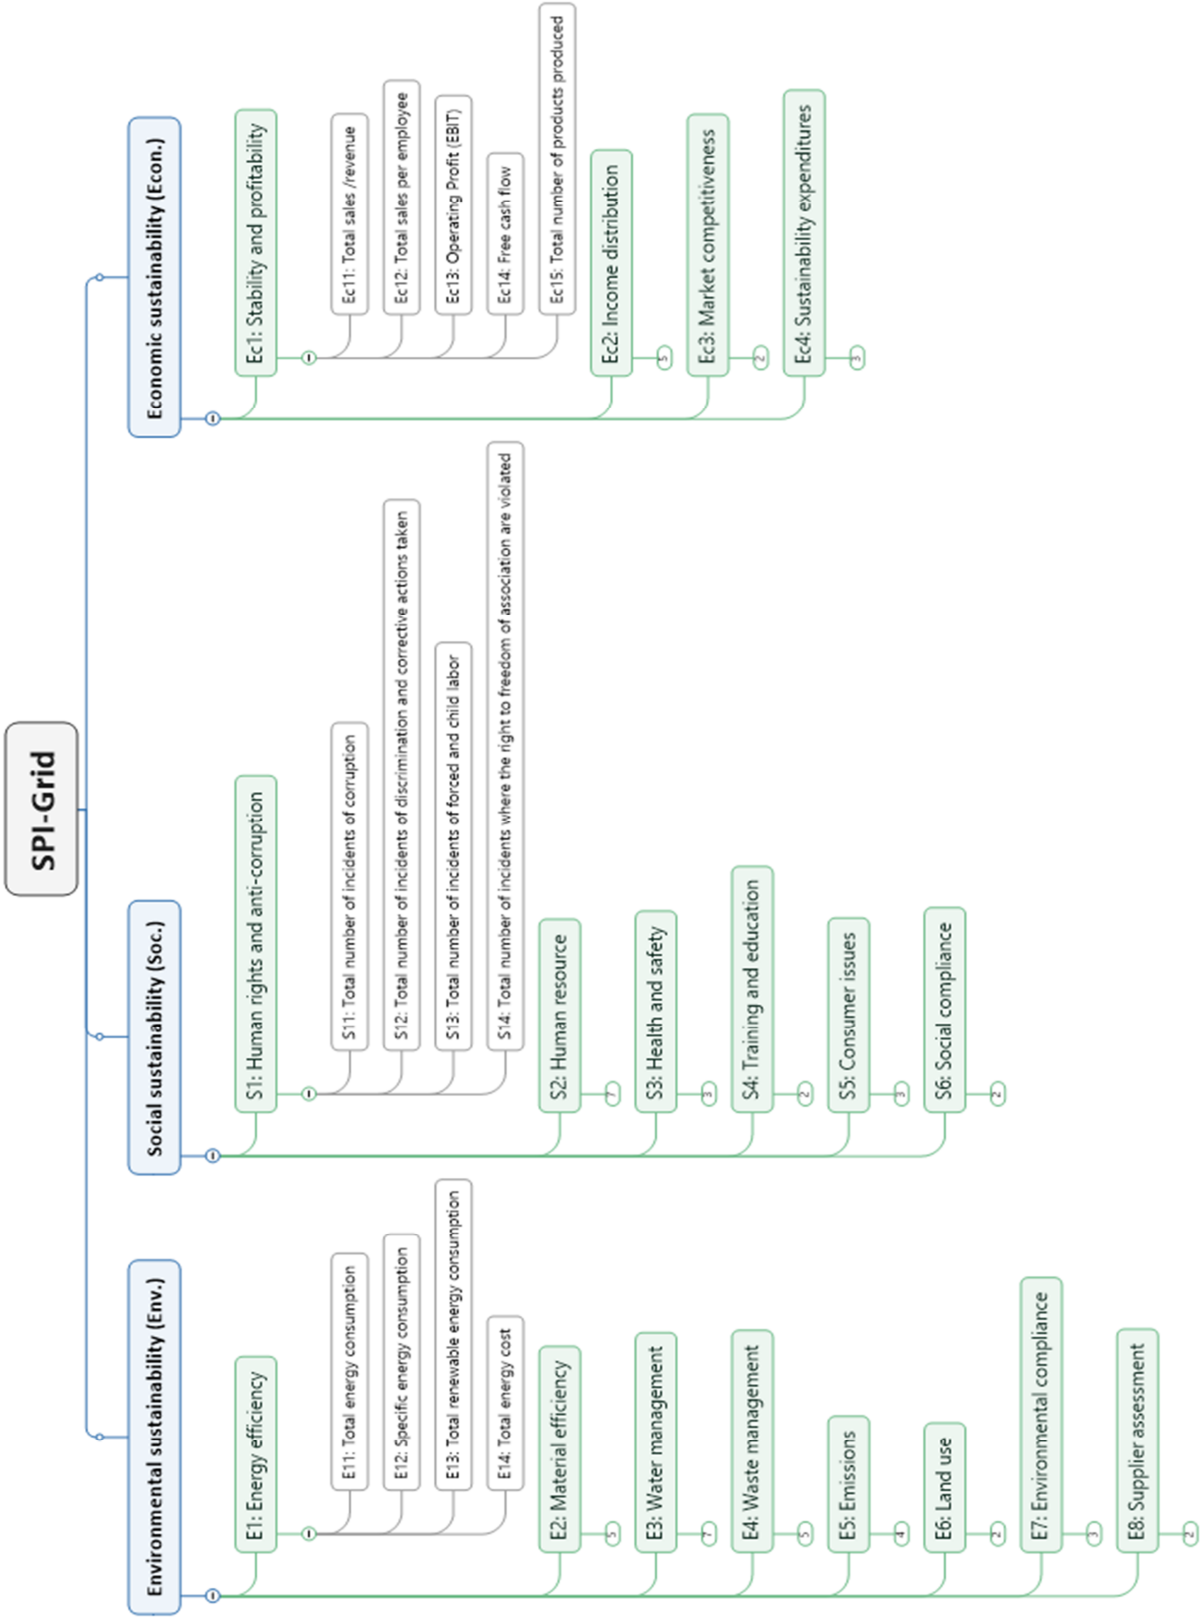 SPI-Grid
Environmental sustainability (Env.)
E1: Energy efficiency
E11: Total energy consumption
E12: Specific energy consumption
E13: Total renewable energy consumption
E14: Total energy cost
E2: Material efficiency
5
E3: Water management
7
E4: Waste management
5
E5: Emissions
4
E6: Land use
2
E7: Environmental compliance
3
E8: Supplier assessment
2
Social sustainability (Soc.)
S1: Human rights and anti-corruption
S11: Total number of incidents of corruption
S12: Total number of incidents of discrimination and corrective actions taken
S13: Total number of incidents of forced and child labor
S14: Total number of incidents where the right to freedom of association are violated
S2: Human resource
7
S3: Health and safety
3
S4: Training and education
2
S5: Consumer issues
3
S6: Social compliance
2
Economic sustainability (Econ.)
Ec1: Stability and profitability
Ec11: Total sales /revenue
Ec12: Total sales per employee
Ec13: Operating Profit (EBIT)
Ec14: Free cash flow
Ec15: Total number of products produced
Ec2: Income distribution
5
Ec3: Market competitiveness
2
Ec4: Sustainability expenditures
3